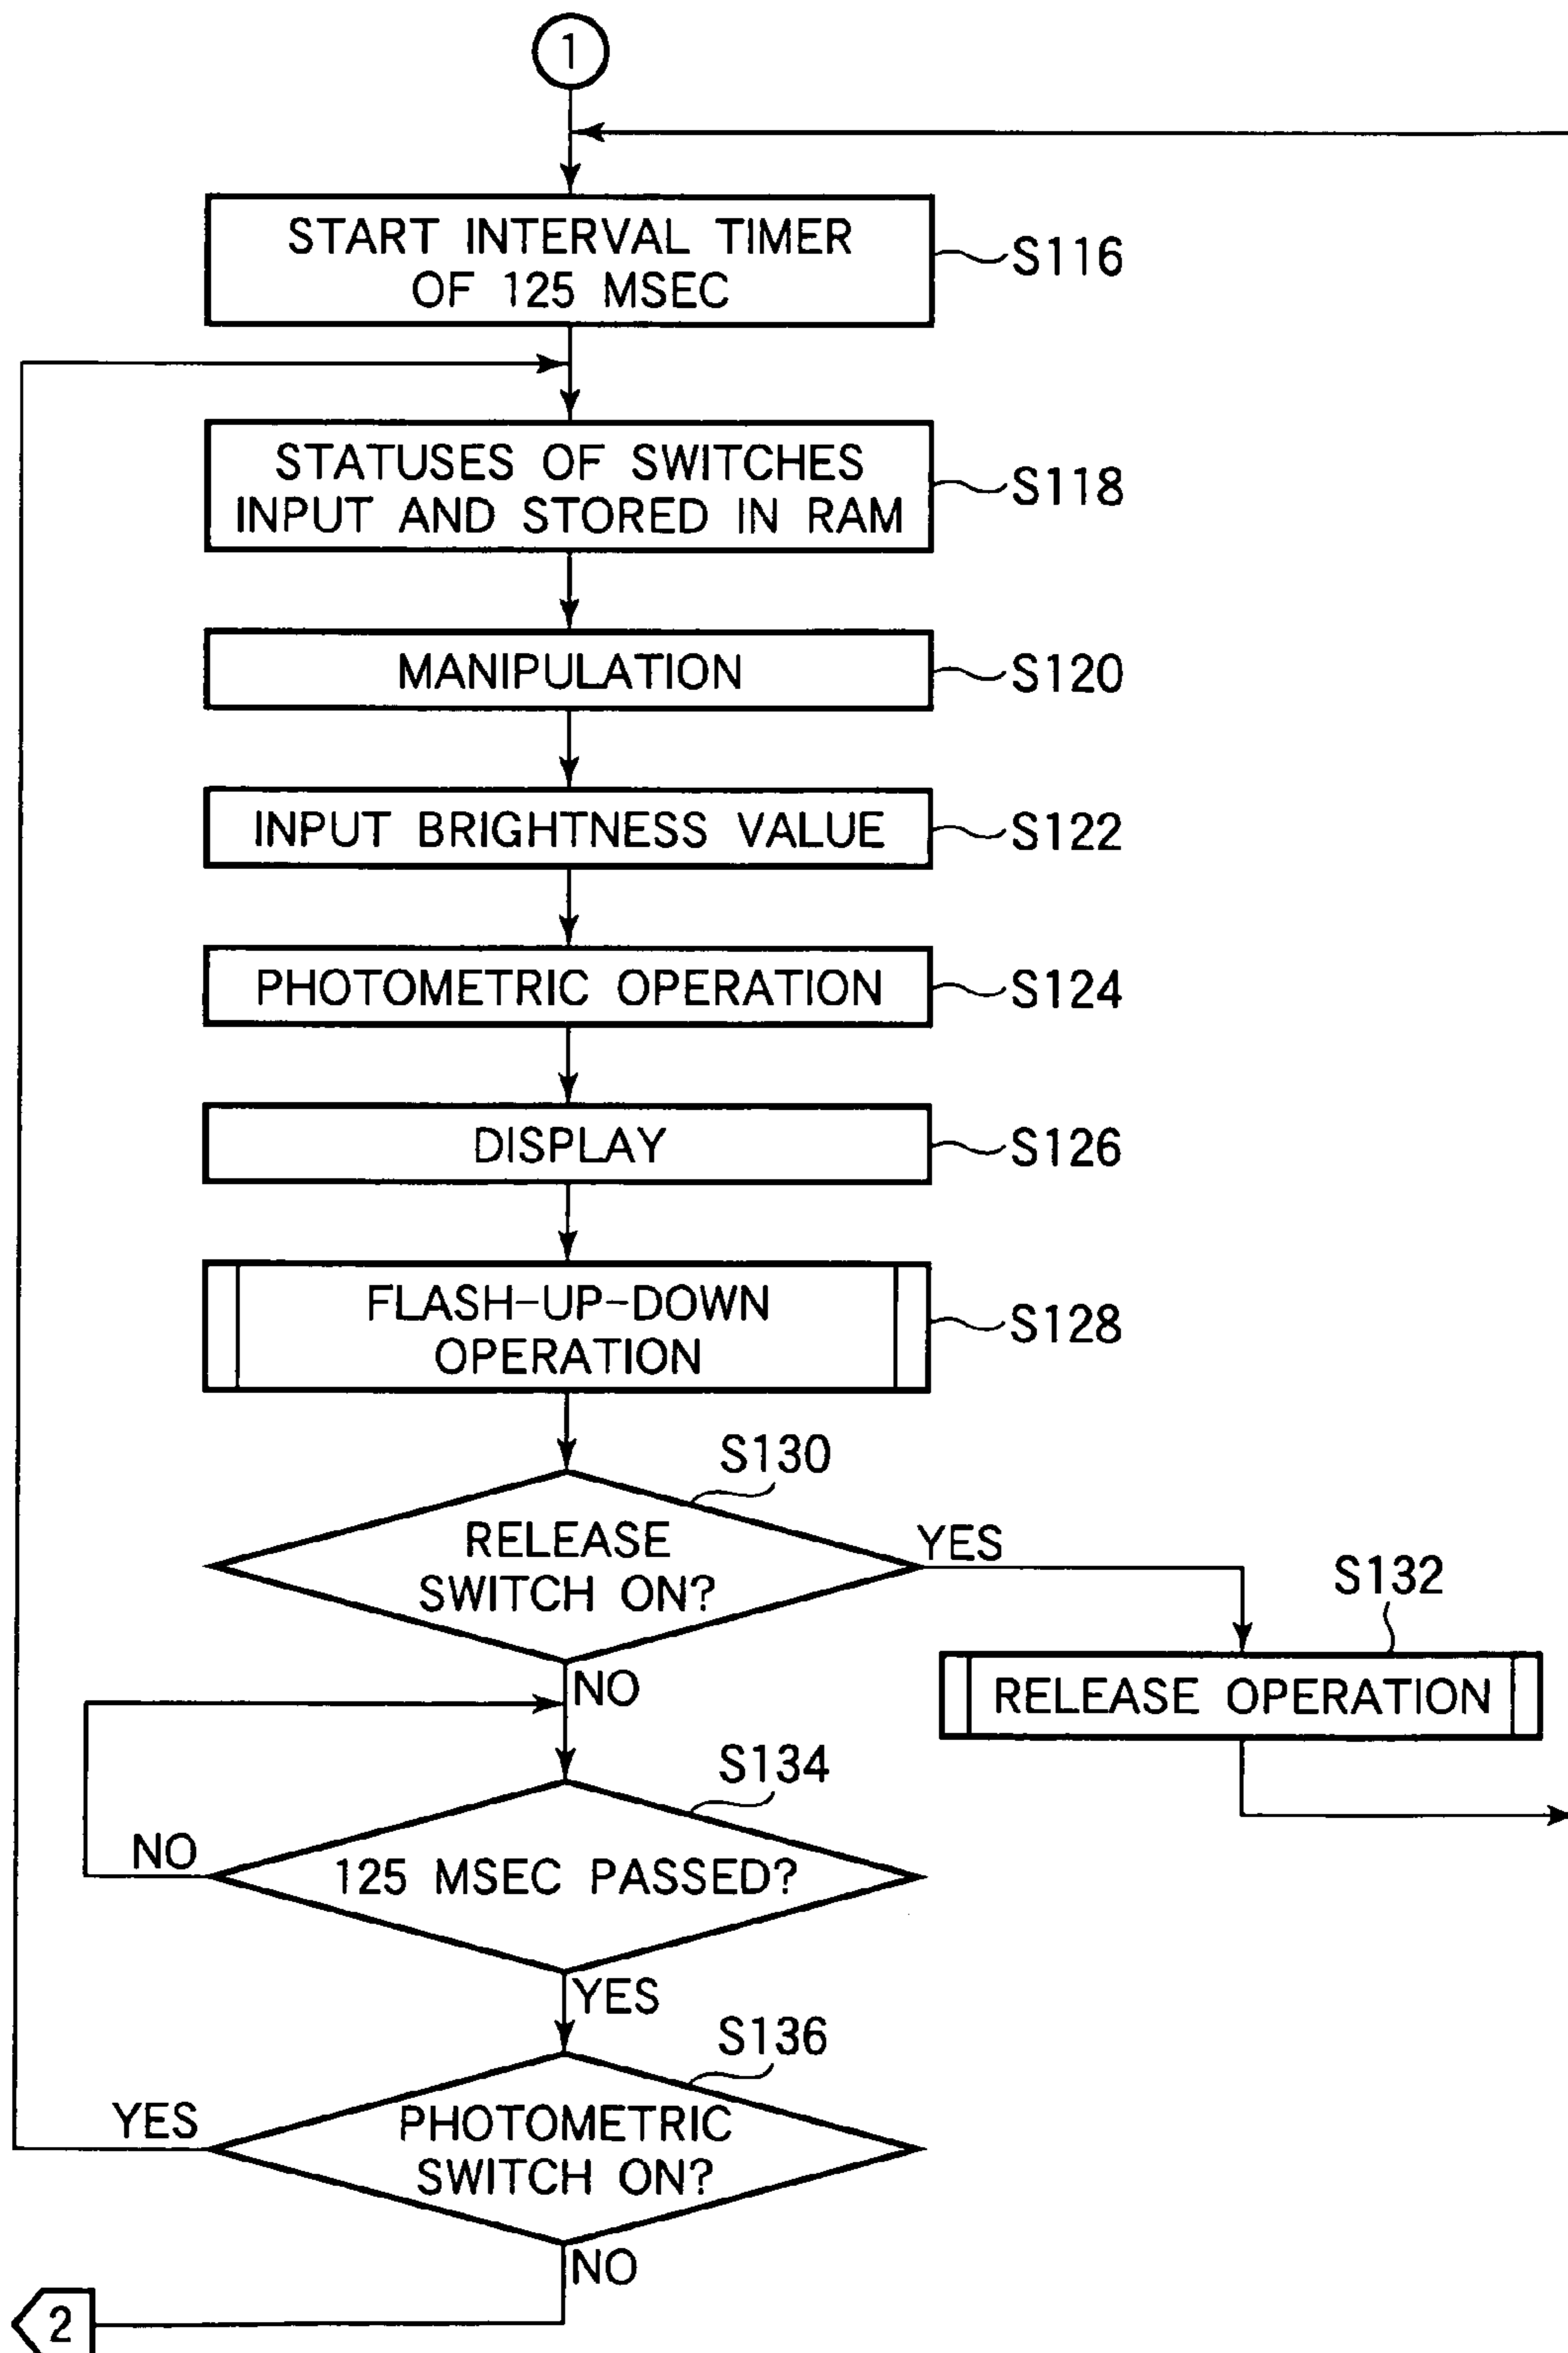 1
START INTERVAL TIMER
OF 125 MSEC
S116
STATUSES OF SWITCHES
INPUT AND STORED IN RAM
S118
MANIPULATION
S120
INPUT BRIGHTNESS VALUE
S122
PHOTOMETRIC OPERATION
S124
DISPLAY
S126
FLASH-UP-DOWN
OPERATION
S128
S130
RELEASE
SWITCH ON?
YES
S132
RELEASE OPERATION
NO
S134
NO
125 MSEC PASSED?
YES
S136
YES
PHOTOMETRIC
SWITCH ON?
NO
2